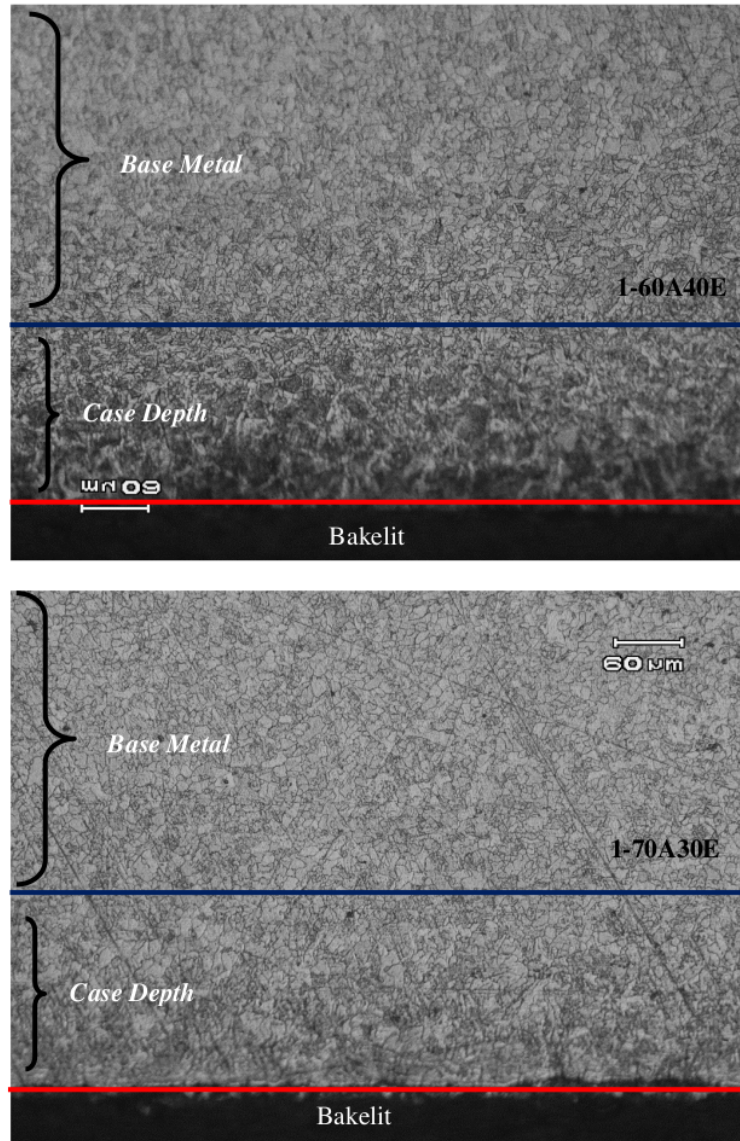 Base Metal
1-60A40E
Case Depth
60 µm
Bakelit
60 µm
Base Metal
1-70A30E
Case Depth
Bakelit